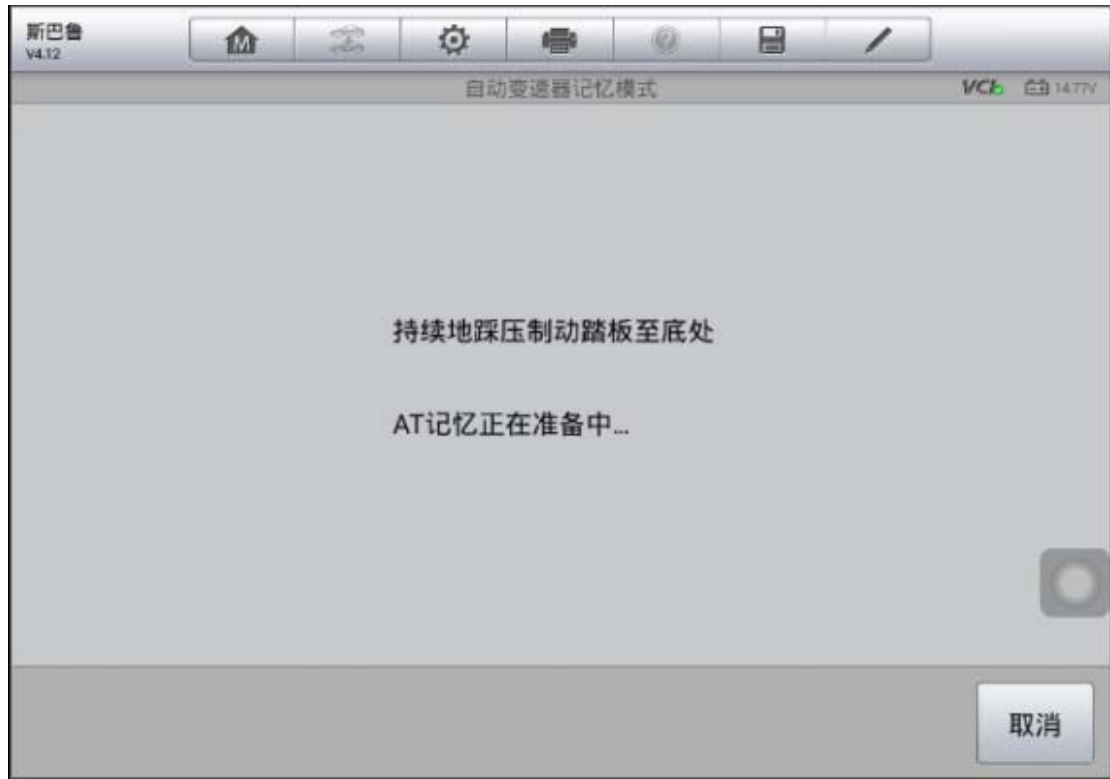 斯巴鲁
V4.12
M
自动变速器记忆模式
VCI
14.77V
持续地踩压制动踏板至底处
AT记忆正在准备中...
取消